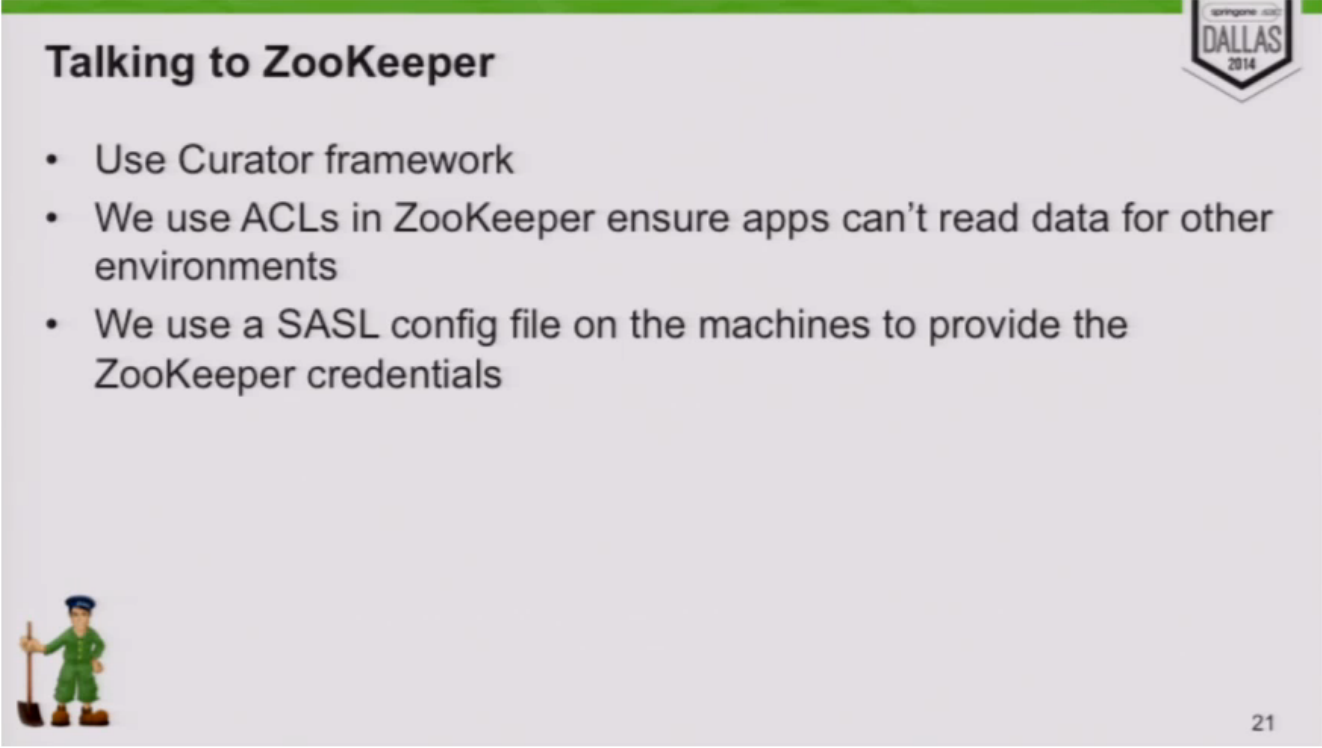 springone
DALLAS
2014
Talking to ZooKeeper
• Use Curator framework
• We use ACLs in ZooKeeper ensure apps can’t read data for other
environments
• We use a SASL config file on the machines to provide the
ZooKeeper credentials
21